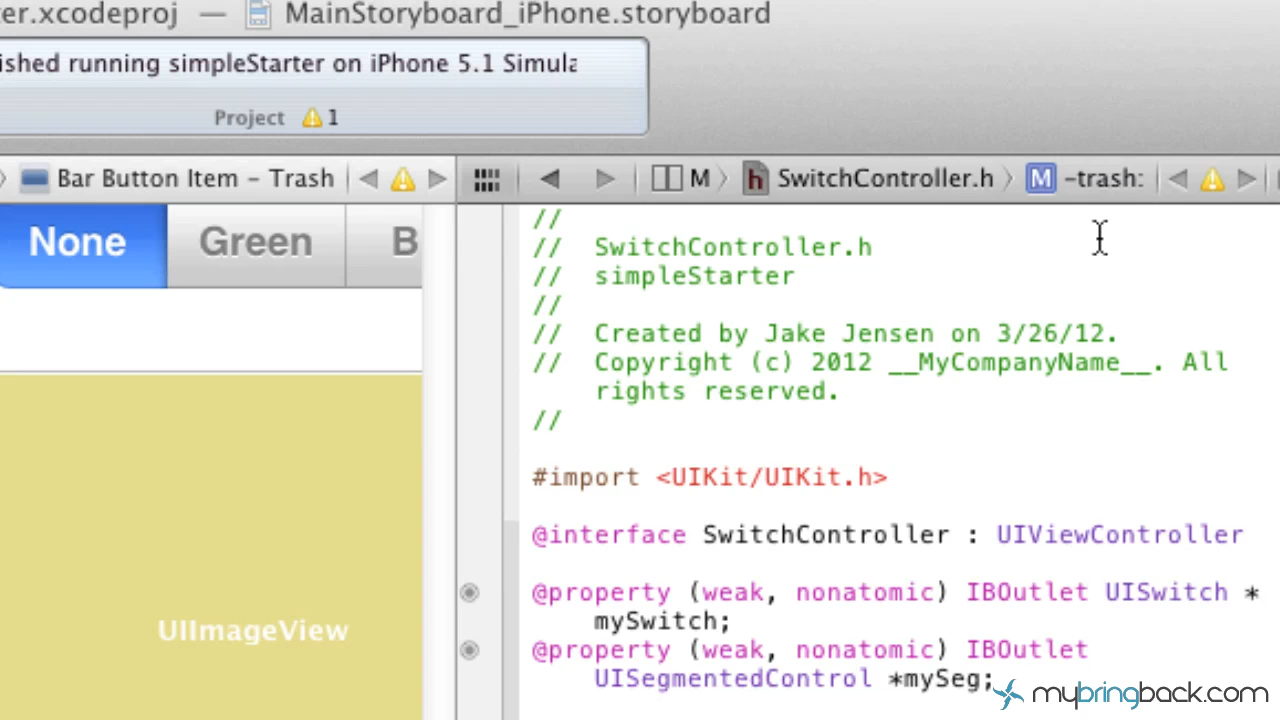 er.xcodeproj — MainStoryboard_iPhone.storyboard
ished running simpleStarter on iPhone 5.1 Simula
Project 1
Bar Button Item – Trash
M SwitchController.h M -trash:
None Green B
//
// SwitchController.h
// simpleStarter
//
// Created by Jake Jensen on 3/26/12.
// Copyright (c) 2012 __MyCompanyName__. All
rights reserved.
//
#import <UIKit/UIKit.h>
@interface SwitchController : UIViewController
@property (weak, nonatomic) IBOutlet UISwitch *
mySwitch;
@property (weak, nonatomic) IBOutlet
UISegmentedControl *mySeg;
UIImageView
mybringback.com